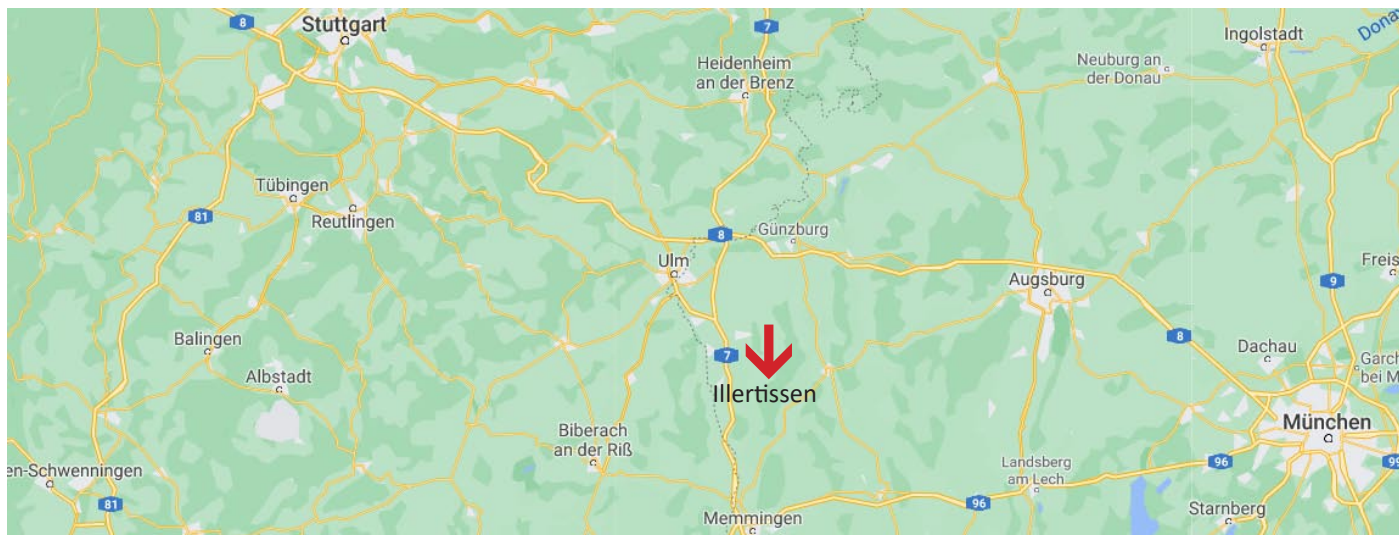 Stuttgart
8
7
Ingolstadt
Dona
Heidenheim
an der Brenz
Neuburg an
der Donau
Tübingen
Reutlingen
81
8
Günzburg
Ulm
Augsburg
Freis
9
Balingen
7
8
Dachau
Garch
bei M
Albstadt
Illertissen
Biberach
an der Riß
München
en-Schwenningen
Landsberg
am Lech
96
99
81
96
Starnberg
Memmingen